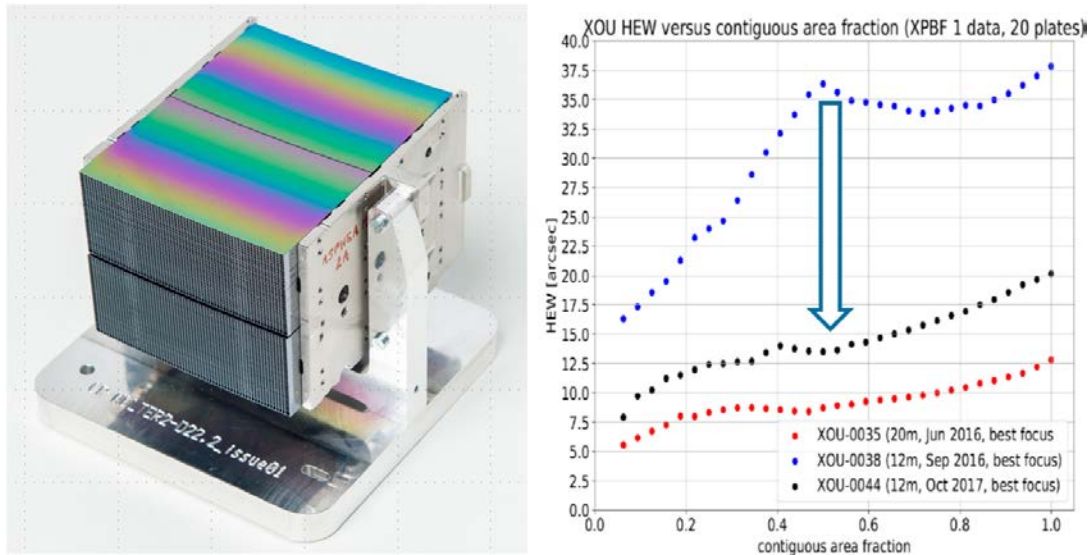 2A
TER2-D22.2_issue01
XOU HEW versus contiguous area fraction (XPBF 1 data, 20 plates)
HEW [arcsec]
40.0
37.5
35.0
32.5
30.0
27.5
25.0
22.5
20.0
17.5
15.0
12.5
10.0
7.5
5.0
2.5
0.0
XOU-0035 (20m, Jun 2016, best focus)
XOU-0038 (12m, Sep 2016, best focus)
XOU-0044 (12m, Oct 2017, best focus)
0.0 0.2 0.4 0.6 0.8 1.0
contiguous area fraction